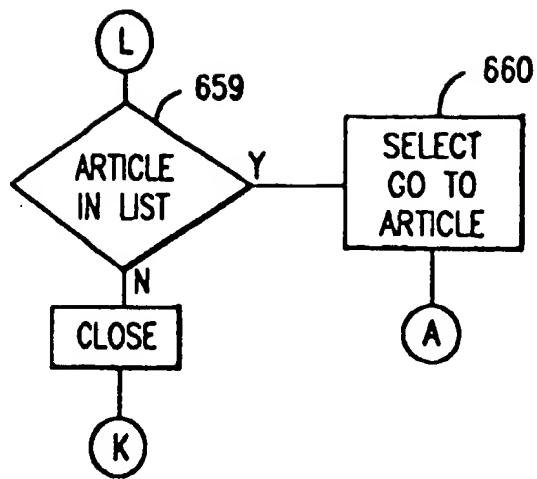 L
659
660
ARTICLE
IN LIST
Y
SELECT
GO TO
ARTICLE
N
CLOSE
A
K